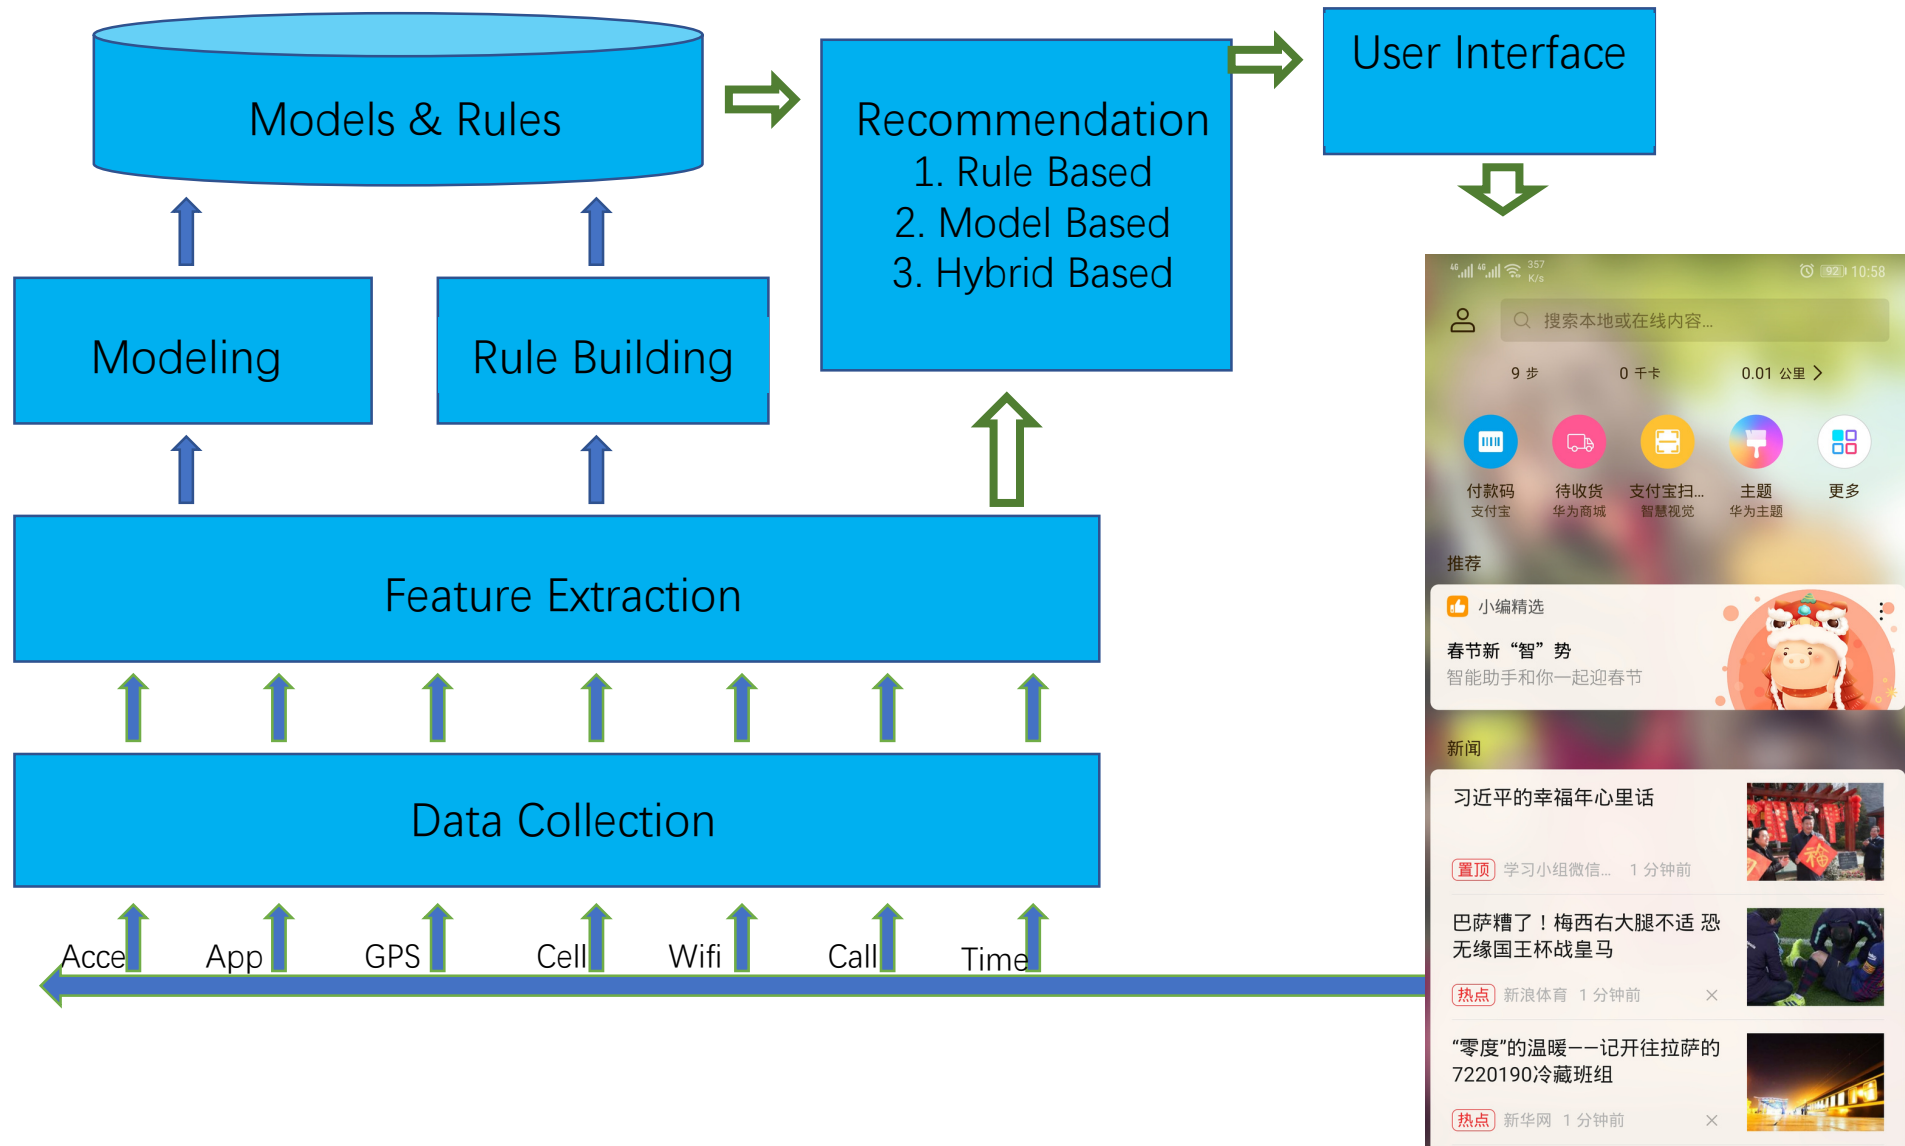 Models & Rules
Recommendation
1. Rule Based
2. Model Based
3. Hybrid Based
User Interface
Modeling
Rule Building
Feature Extraction
Data Collection
Acce
App
GPS
Cell
Wifi
Call
Time
4G 4G 357 K/s 92 10:58
搜索本地或在线内容...
9 步 0 千卡 0.01 公里
付款码 待收货 支付宝扫... 主题 更多
支付宝 华为商城 智慧视觉 华为主题
推荐
小编精选
春节新“智”势
智能助手和你一起迎春节
新闻
习近平的幸福年心里话
置顶 学习小组微信... 1 分钟前
巴萨糟了！梅西右大腿不适 恐
无缘国王杯战皇马
热点 新浪体育 1 分钟前
“零度”的温暖——记开往拉萨的
7220190冷藏班组
热点 新华网 1 分钟前
福